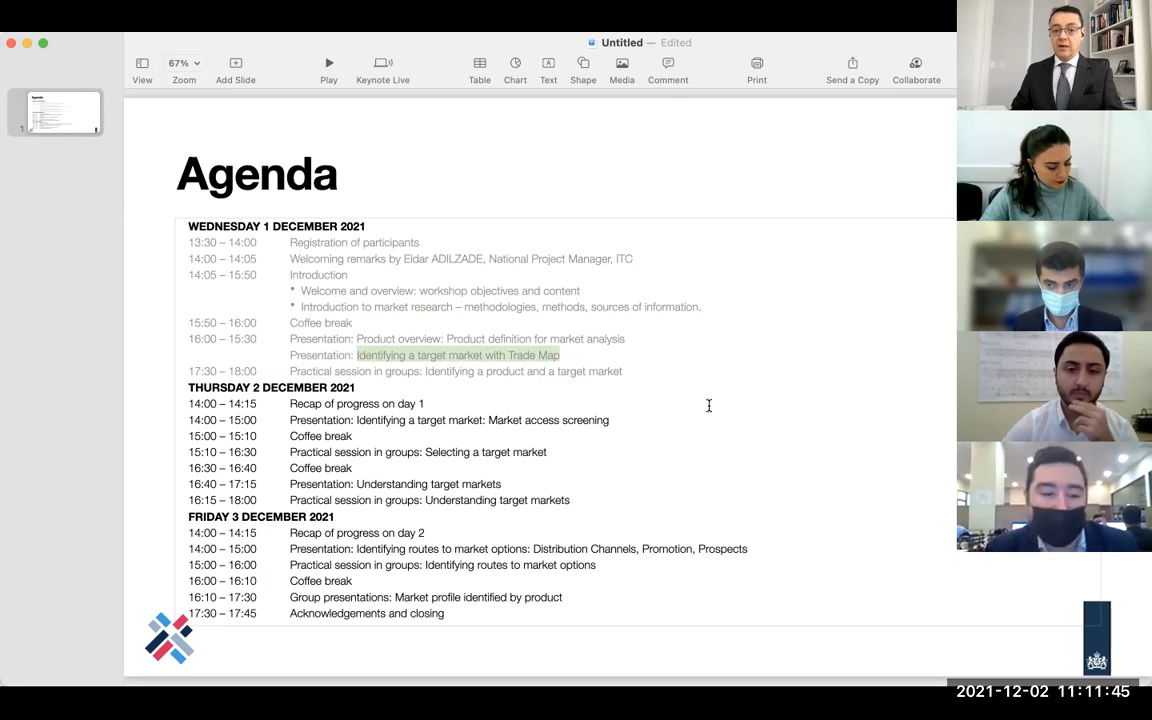 Untitled — Edited
View
67%
Zoom
Add Slide
Play
Keynote Live
Table
Chart
Text
Shape
Media
Comment
Print
Send a Copy
Collaborate
1
Agenda
WEDNESDAY 1 DECEMBER 2021
13:30 – 14:00 Registration of participants
14:00 – 14:05 Welcoming remarks by Eldar ADILZADE, National Project Manager, ITC
14:05 – 15:50 Introduction
* Welcome and overview: workshop objectives and content
* Introduction to market research – methodologies, methods, sources of information.
15:50 – 16:00 Coffee break
16:00 – 15:30 Presentation: Product overview: Product definition for market analysis
Presentation: Identifying a target market with Trade Map
17:30 – 18:00 Practical session in groups: Identifying a product and a target market
THURSDAY 2 DECEMBER 2021
14:00 – 14:15 Recap of progress on day 1
14:00 – 15:00 Presentation: Identifying a target market: Market access screening
15:00 – 15:10 Coffee break
15:10 – 16:30 Practical session in groups: Selecting a target market
16:30 – 16:40 Coffee break
16:40 – 17:15 Presentation: Understanding target markets
16:15 – 18:00 Practical session in groups: Understanding target markets
FRIDAY 3 DECEMBER 2021
14:00 – 14:15 Recap of progress on day 2
14:00 – 15:00 Presentation: Identifying routes to market options: Distribution Channels, Promotion, Prospects
15:00 – 16:00 Practical session in groups: Identifying routes to market options
16:00 – 16:10 Coffee break
16:10 – 17:30 Group presentations: Market profile identified by product
17:30 – 17:45 Acknowledgements and closing
2021-12-02 11:11:45